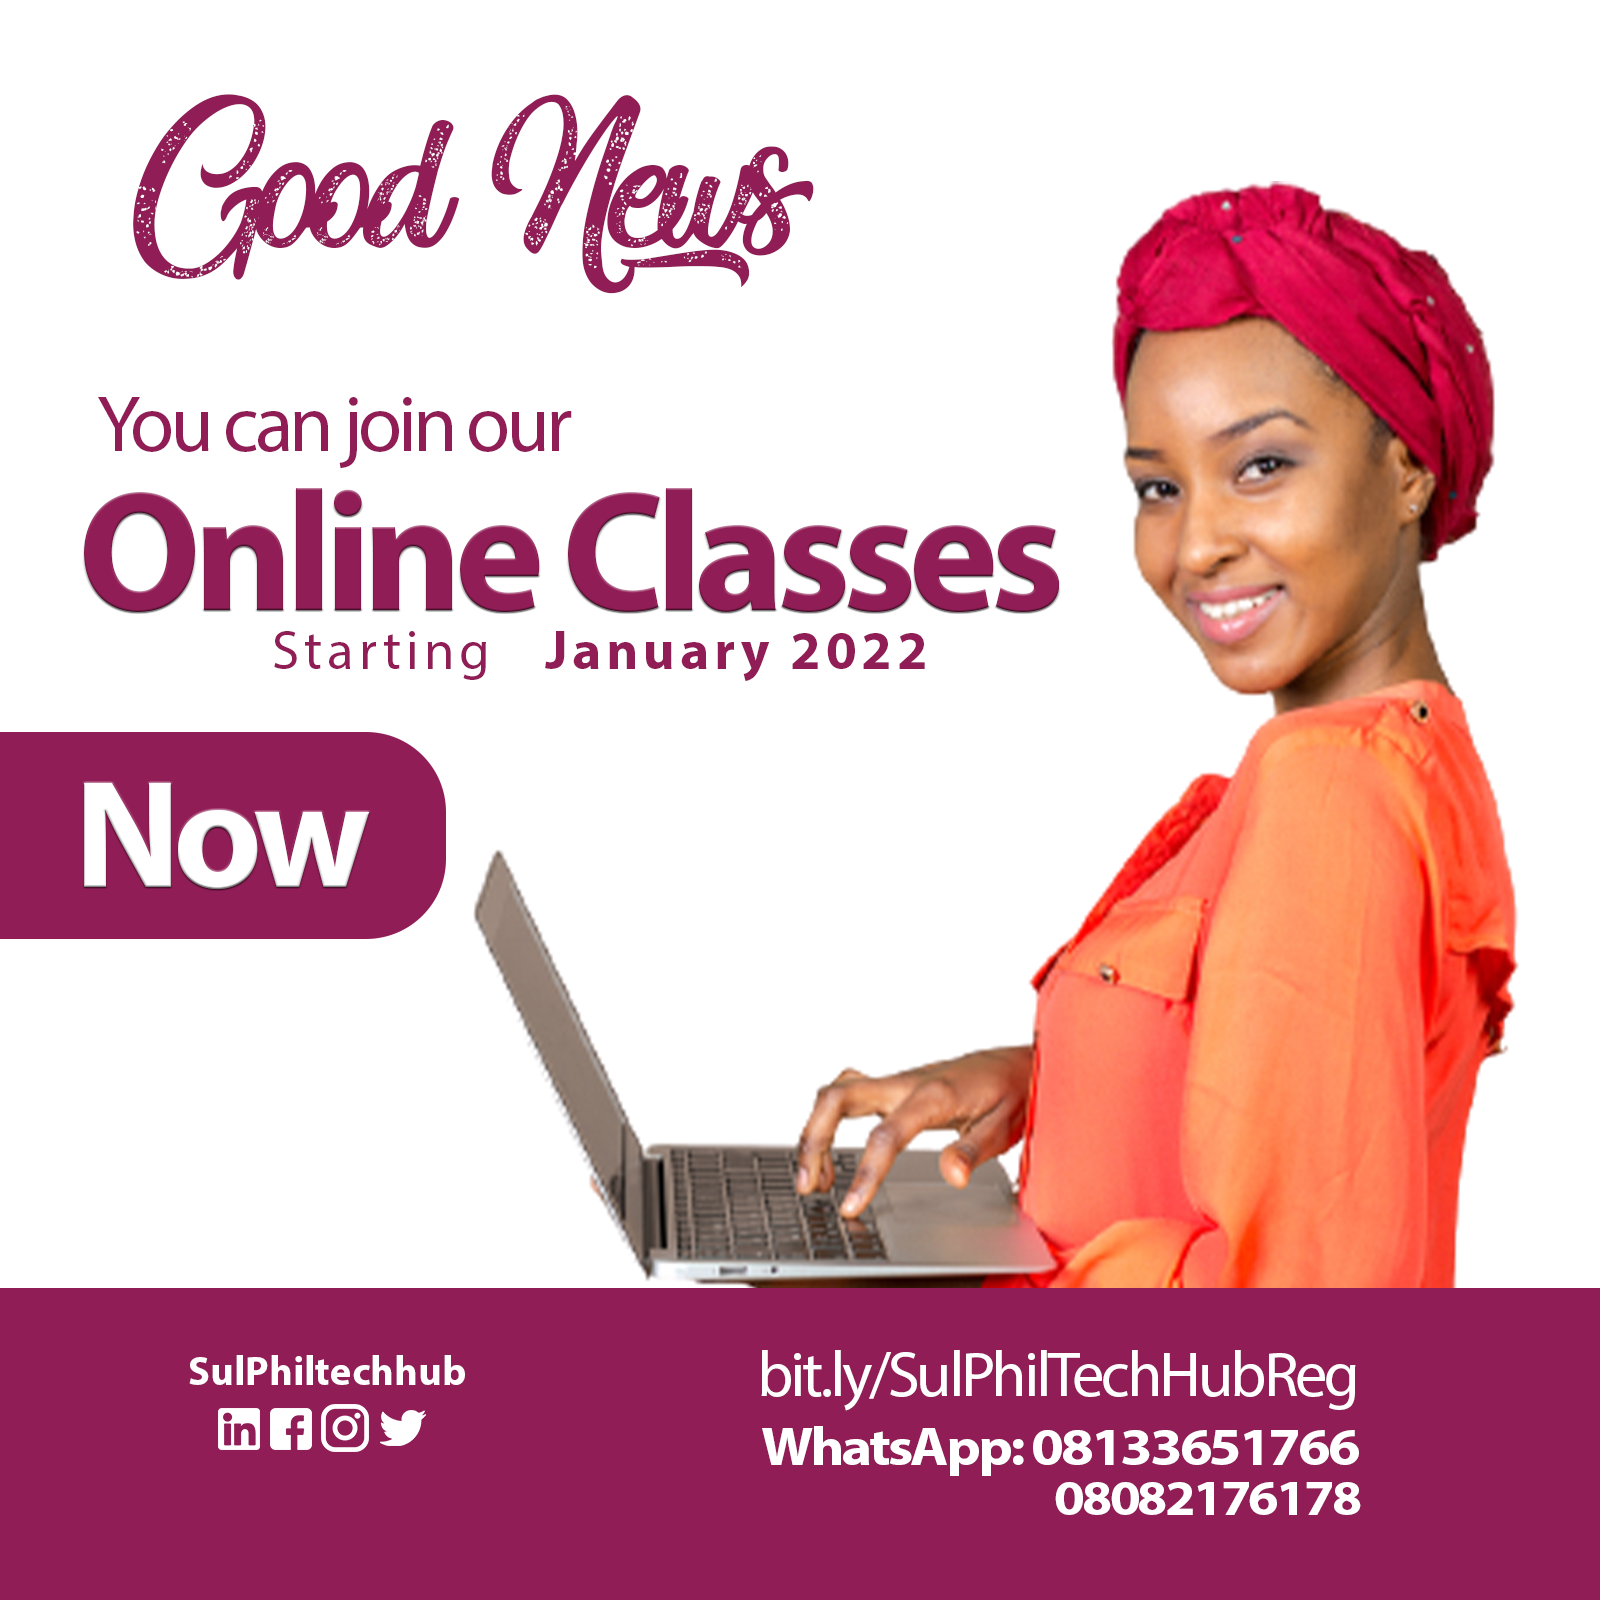 Good News
You can join our
Online Classes
Starting January 2022
Now
SulPhiltechhub
bit.ly/SulPhilTechHubReg
WhatsApp: 08133651766
08082176178